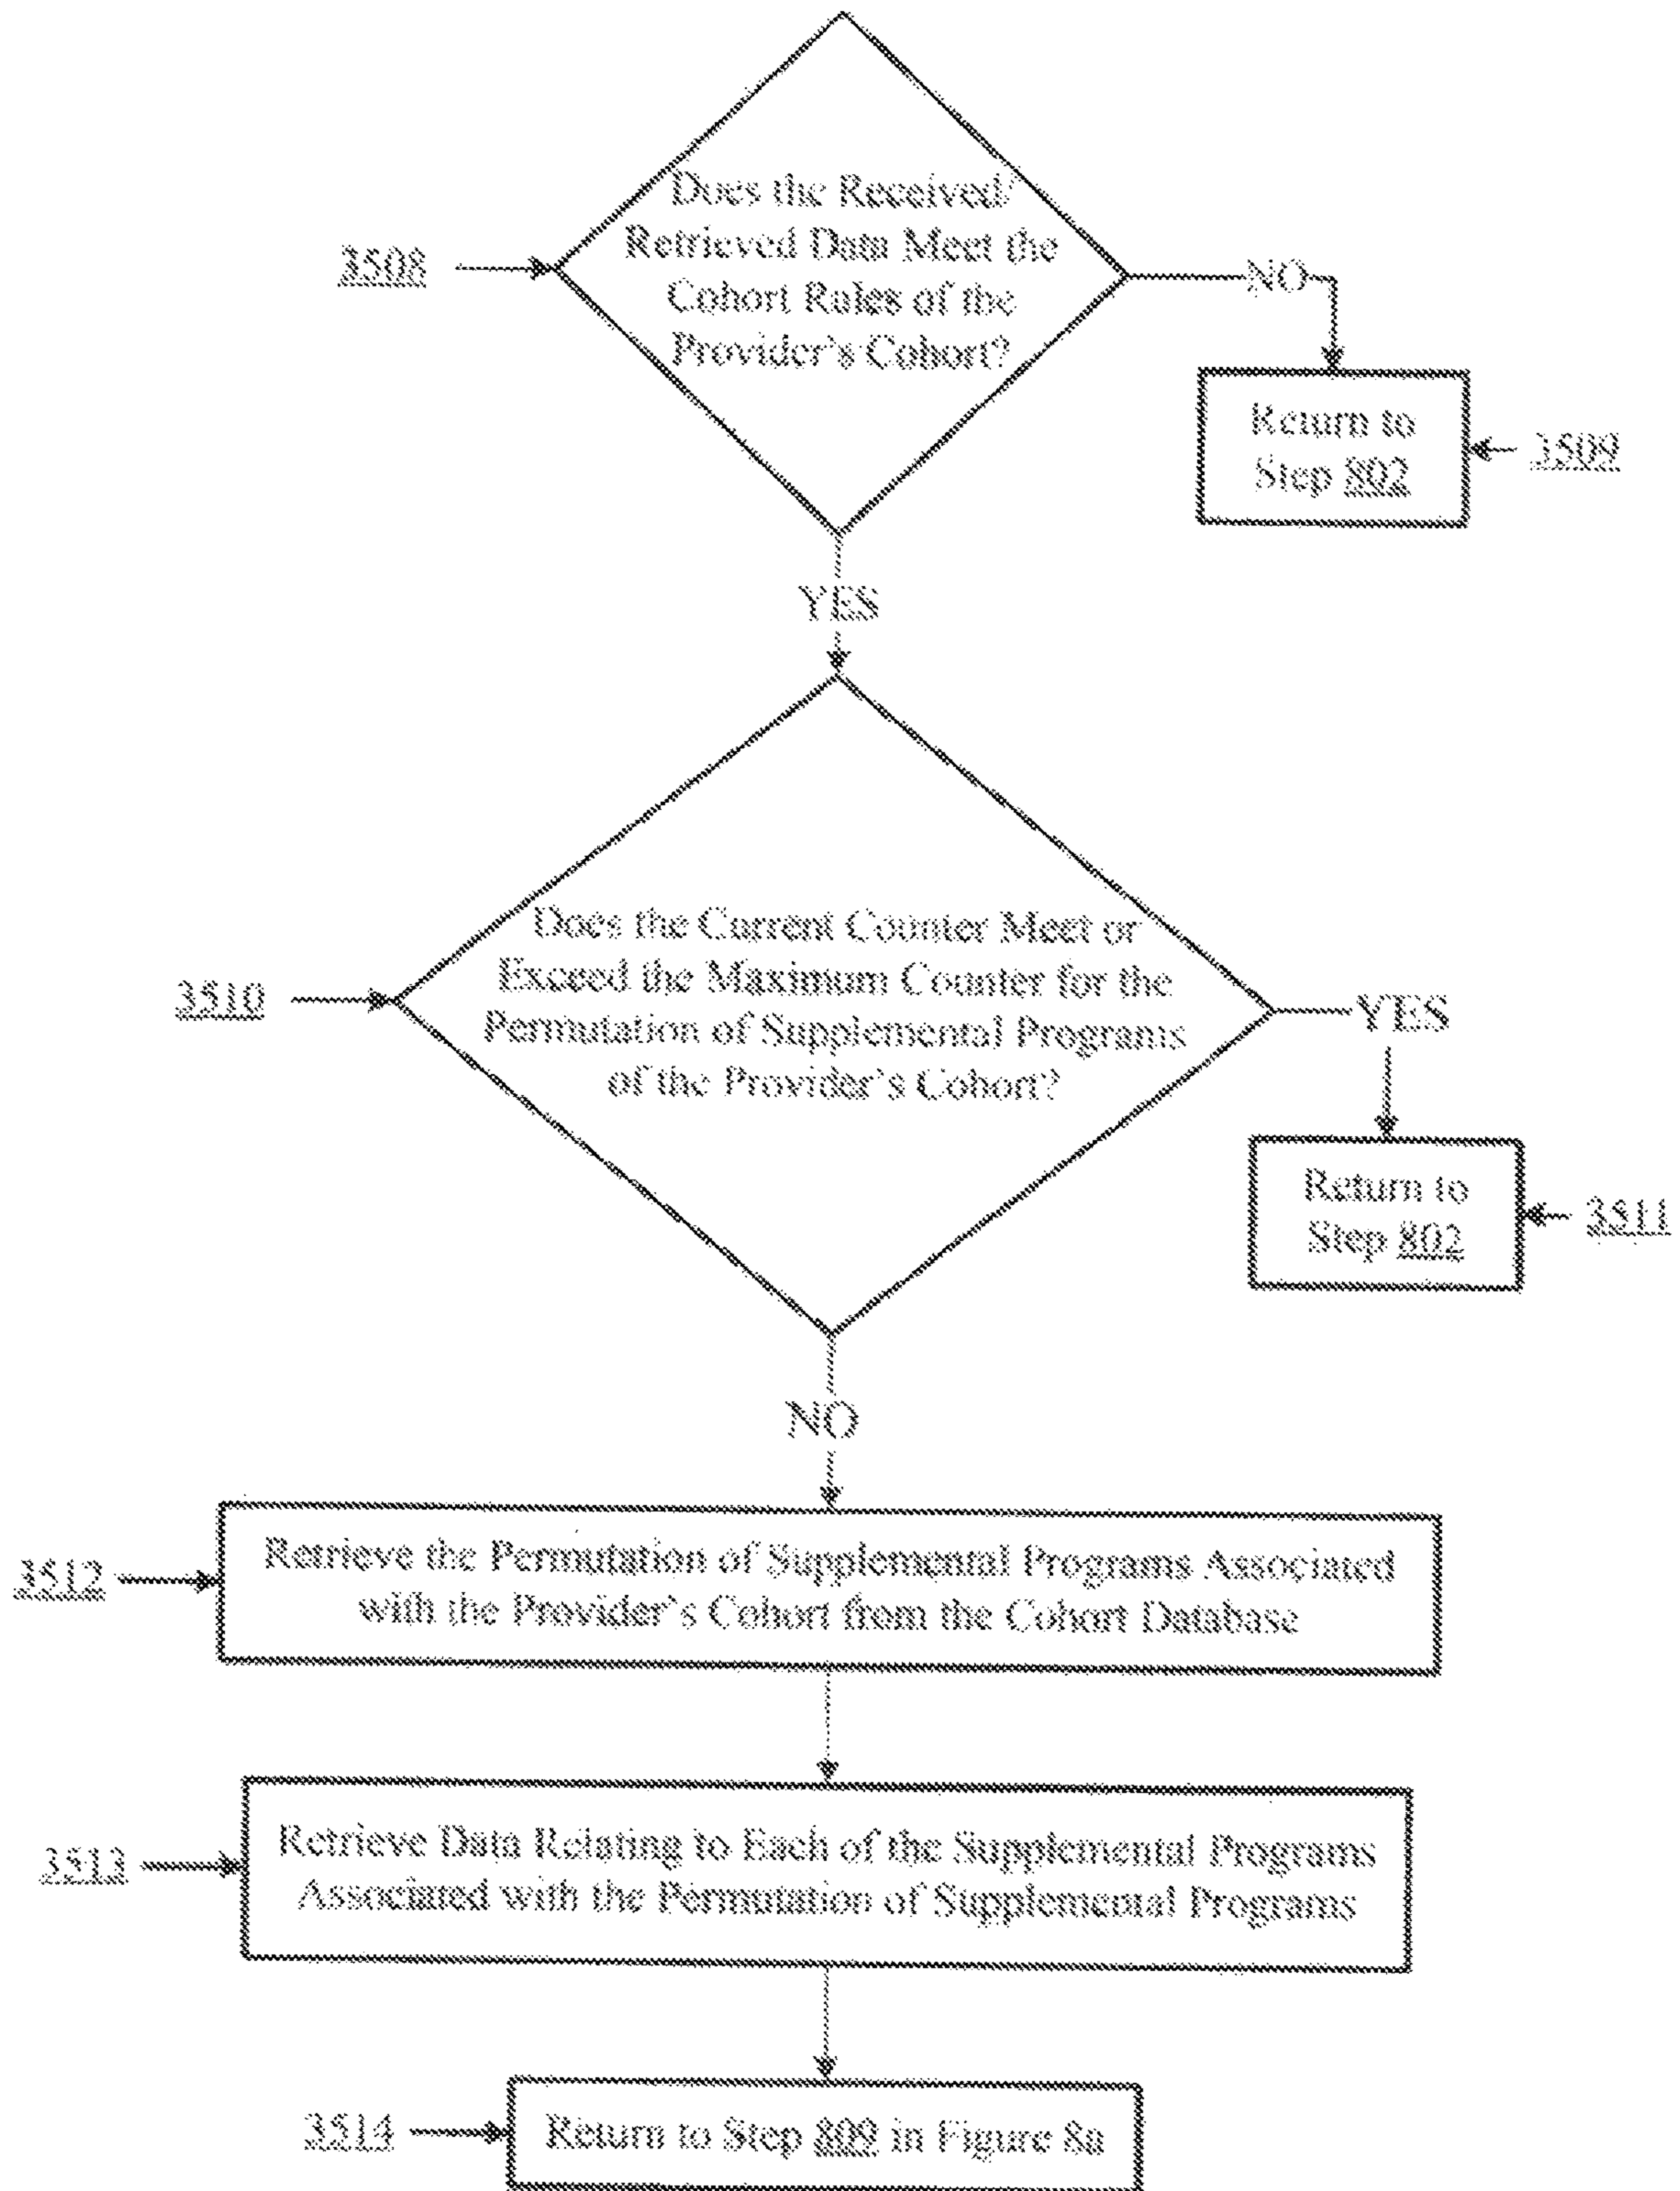 Does the Received/
Retrieved Data Meet the
Cohort Rules of the
Provider's Cohort?
3508
NO
Return to
Step 802
3509
YES
Does the Current Counter Meet or
Exceed the Maximum Counter for the
Permutation of Supplemental Programs
of the Provider's Cohort?
3510
YES
Return to
Step 802
3511
NO
3512
Retrieve the Permutation of Supplemental Programs Associated
with the Provider's Cohort from the Cohort Database
3513
Retrieve Data Relating to Each of the Supplemental Programs
Associated with the Permutation of Supplemental Programs
3514
Return to Step 809 in Figure 8a